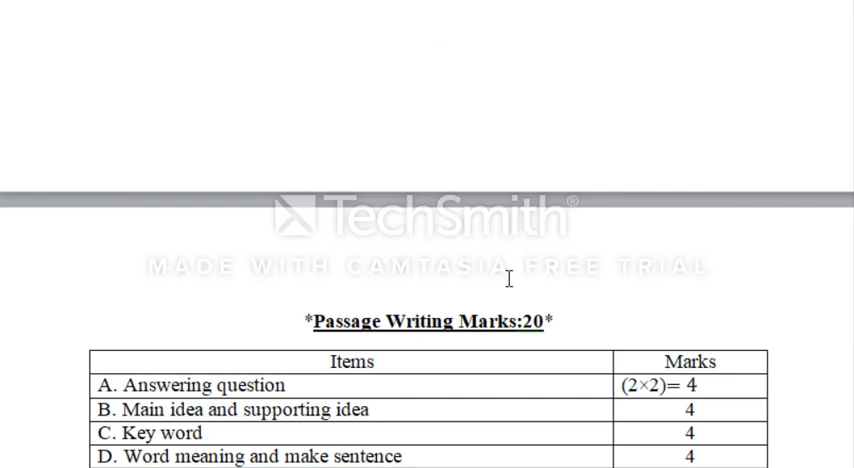 TechSmith®
MADE WITH CAMTASIA FREE TRIAL
*Passage Writing Marks:20*
Items Marks
A. Answering question (2×2)= 4
B. Main idea and supporting idea 4
C. Key word 4
D. Word meaning and make sentence 4